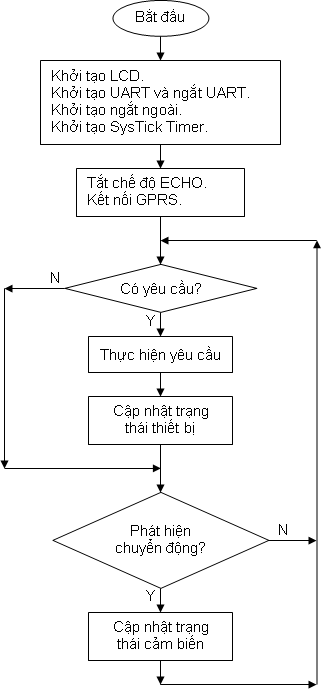 Bắt đầu
Khởi tạo LCD.
Khởi tạo UART và ngắt UART.
Khởi tạo ngắt ngoài.
Khởi tạo SysTick Timer.
Tắt chế độ ECHO.
Kết nối GPRS.
N
Có yêu cầu?
Y
Thực hiện yêu cầu
Cập nhật trạng
thái thiết bị
Phát hiện
chuyển động?
N
Y
Cập nhật trạng
thái cảm biến